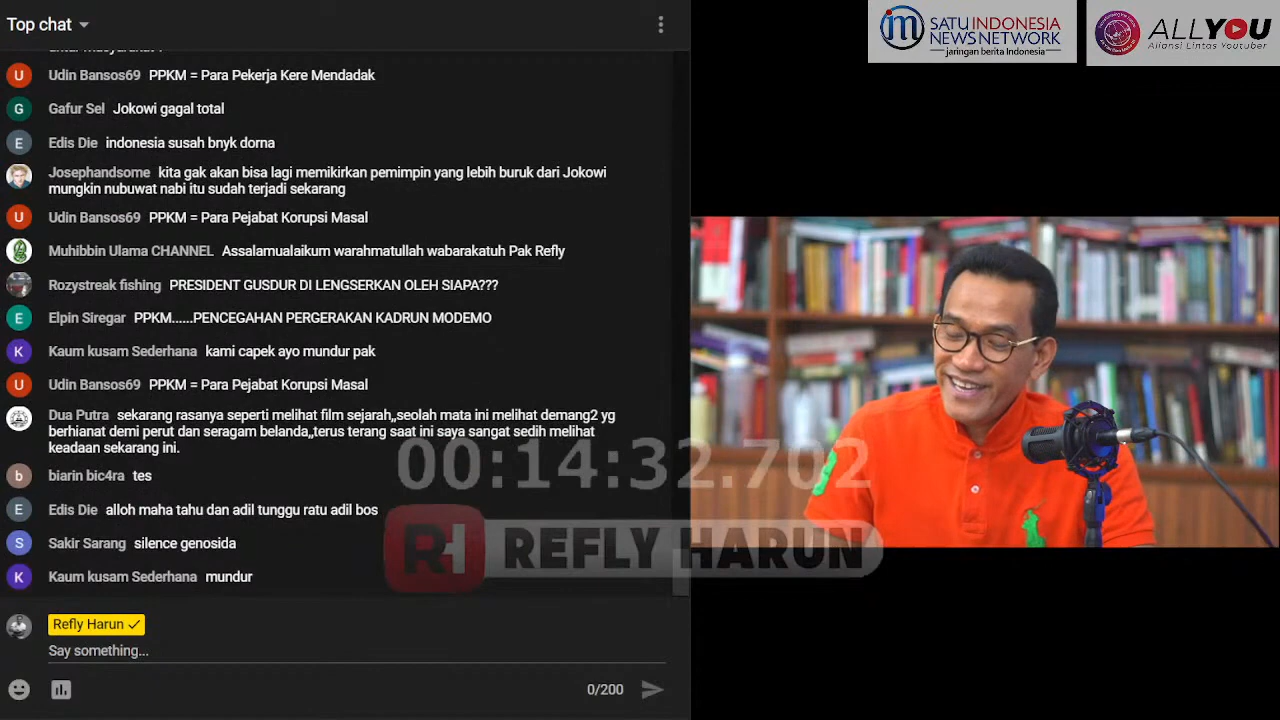 Top chat
Udin Bansos69 PPKM = Para Pekerja Kere Mendadak
Gafur Sel Jokowi gagal total
Edis Die indonesia susah bnyk dorna
Josephandsome kita gak akan bisa lagi memikirkan pemimpin yang lebih buruk dari Jokowi
mungkin nubuwat nabi itu sudah terjadi sekarang
Udin Bansos69 PPKM = Para Pejabat Korupsi Masal
Muhibbin Ulama CHANNEL Assalamualaikum warahmatullah wabarakatuh Pak Refly
Rozystreak fishing PRESIDENT GUSDUR DI LENGSERKAN OLEH SIAPA???
Elpin Siregar PPKM......PENCEGAHAN PERGERAKAN KADRUN MODEMO
Kaum kusam Sederhana kami capek ayo mundur pak
Udin Bansos69 PPKM = Para Pejabat Korupsi Masal
Dua Putra sekarang rasanya seperti melihat film sejarah,,seolah mata ini melihat demang2 yg
berhianat demi perut dan seragam belanda,,terus terang saat ini saya sangat sedih melihat
keadaan sekarang ini.
biarin bic4ra tes
Edis Die alloh maha tahu dan adil tunggu ratu adil bos
Sakir Sarang silence genosida
Kaum kusam Sederhana mundur
Refly Harun
Say something...
0/200
00:14:32.702
RH REFLY HARUN
SATU INDONESIA
NEWS NETWORK
jaringan berita Indonesia
ALLYOU
Aliansi Lintas Youtuber